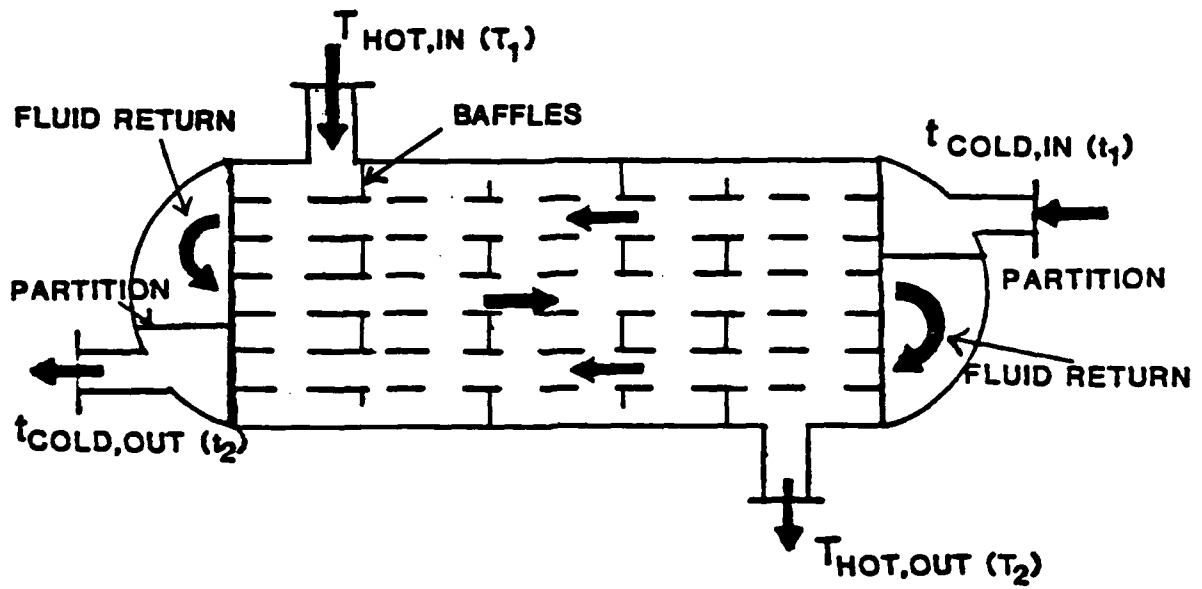 T HOT,IN (T1)
FLUID RETURN
BAFFLES
t COLD,IN (t1)
PARTITION
PARTITION
FLUID RETURN
tCOLD,OUT (t2)
THOT,OUT (T2)